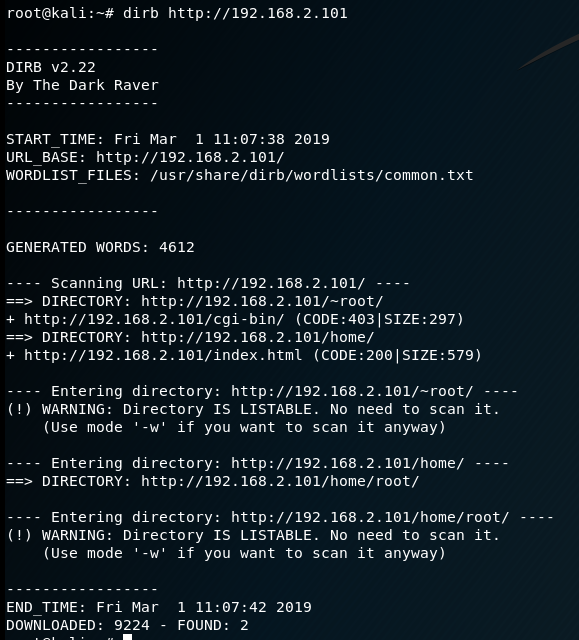 root@kali:~# dirb http://192.168.2.101
-----------------
DIRB v2.22
By The Dark Raver
-----------------
START_TIME: Fri Mar  1 11:07:38 2019
URL_BASE: http://192.168.2.101/
WORDLIST_FILES: /usr/share/dirb/wordlists/common.txt
-----------------
GENERATED WORDS: 4612
---- Scanning URL: http://192.168.2.101/ ----
==> DIRECTORY: http://192.168.2.101/~root/
+ http://192.168.2.101/cgi-bin/ (CODE:403|SIZE:297)
==> DIRECTORY: http://192.168.2.101/home/
+ http://192.168.2.101/index.html (CODE:200|SIZE:579)
---- Entering directory: http://192.168.2.101/~root/ ----
(!) WARNING: Directory IS LISTABLE. No need to scan it.
    (Use mode '-w' if you want to scan it anyway)
---- Entering directory: http://192.168.2.101/home/ ----
==> DIRECTORY: http://192.168.2.101/home/root/
---- Entering directory: http://192.168.2.101/home/root/ ----
(!) WARNING: Directory IS LISTABLE. No need to scan it.
    (Use mode '-w' if you want to scan it anyway)
-----------------
END_TIME: Fri Mar  1 11:07:42 2019
DOWNLOADED: 9224 - FOUND: 2